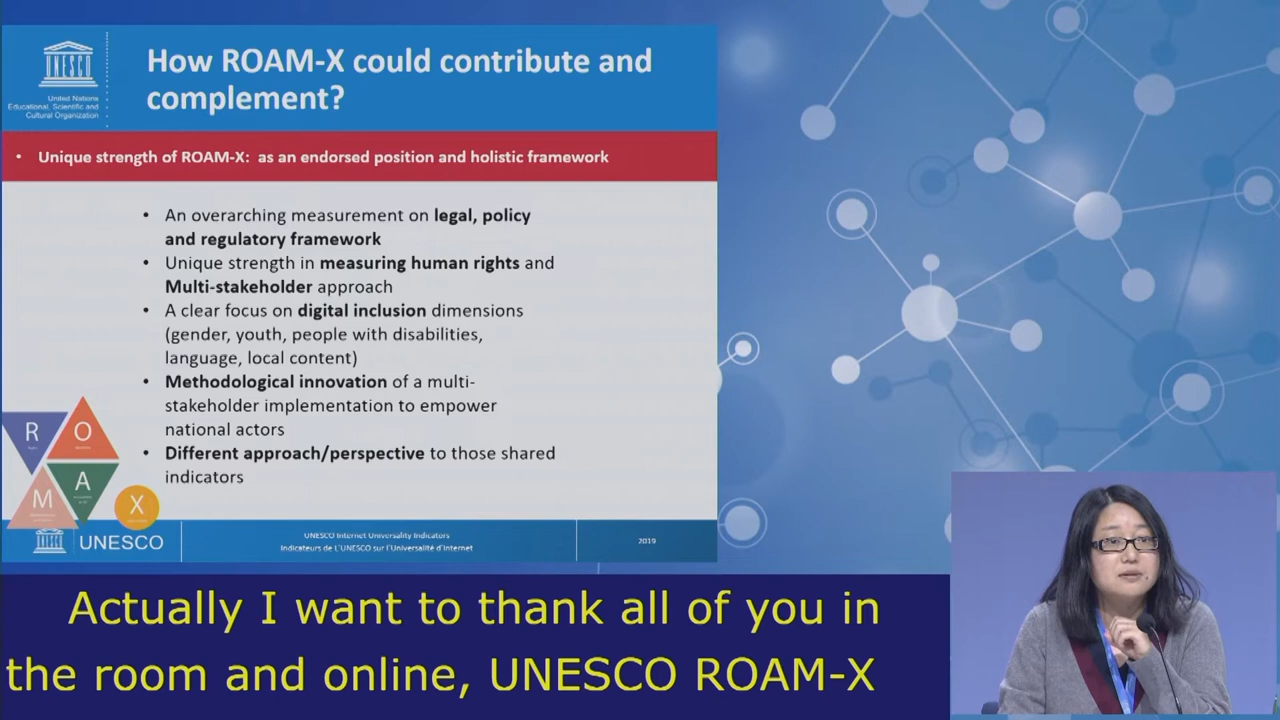 UNESCO
United Nations
Educational, Scientific and
Cultural Organization
How ROAM-X could contribute and
complement?
• Unique strength of ROAM-X: as an endorsed position and holistic framework
• An overarching measurement on legal, policy
and regulatory framework
• Unique strength in measuring human rights and
Multi-stakeholder approach
• A clear focus on digital inclusion dimensions
(gender, youth, people with disabilities,
language, local content)
• Methodological innovation of a multi-
stakeholder implementation to empower
national actors
• Different approach/perspective to those shared
indicators
R
O
A
M
X
UNESCO
UNESCO Internet Universality Indicators
Indicateurs de L'UNESCO sur l'Universalité d'Internet
2019
Actually I want to thank all of you in
the room and online, UNESCO ROAM-X